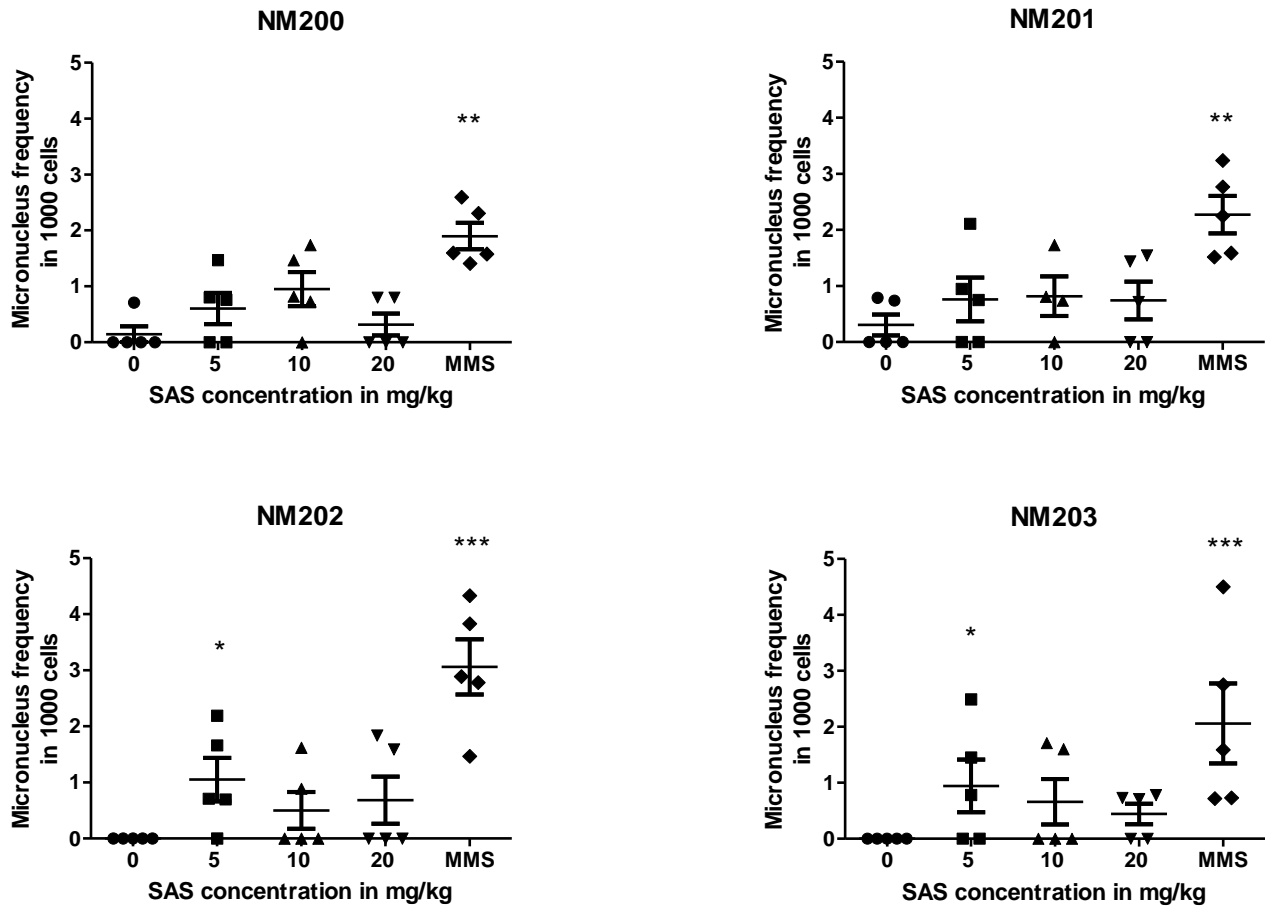 NM200
Micronucleus frequency
in 1000 cells
5
4
3
2
1
0
**
0 5 10 20 MMS
SAS concentration in mg/kg
NM201
Micronucleus frequency
in 1000 cells
5
4
3
2
1
0
**
0 5 10 20 MMS
SAS concentration in mg/kg
NM202
Micronucleus frequency
in 1000 cells
5
4
3
2
1
0
*
***
0 5 10 20 MMS
SAS concentration in mg/kg
NM203
Micronucleus frequency
in 1000 cells
5
4
3
2
1
0
*
***
0 5 10 20 MMS
SAS concentration in mg/kg